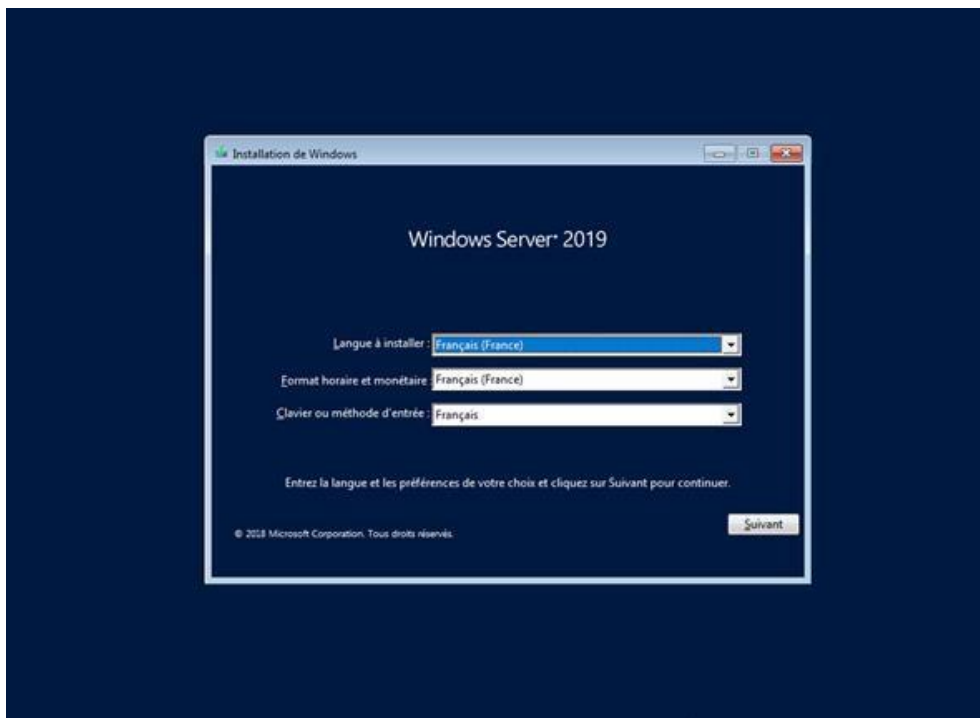 Installation de Windows
Windows Server® 2019
Langue à installer : Français (France)
Format horaire et monétaire : Français (France)
Clavier ou méthode d'entrée : Français
Entrez la langue et les préférences de votre choix et cliquez sur Suivant pour continuer.
Suivant
© 2018 Microsoft Corporation. Tous droits réservés.